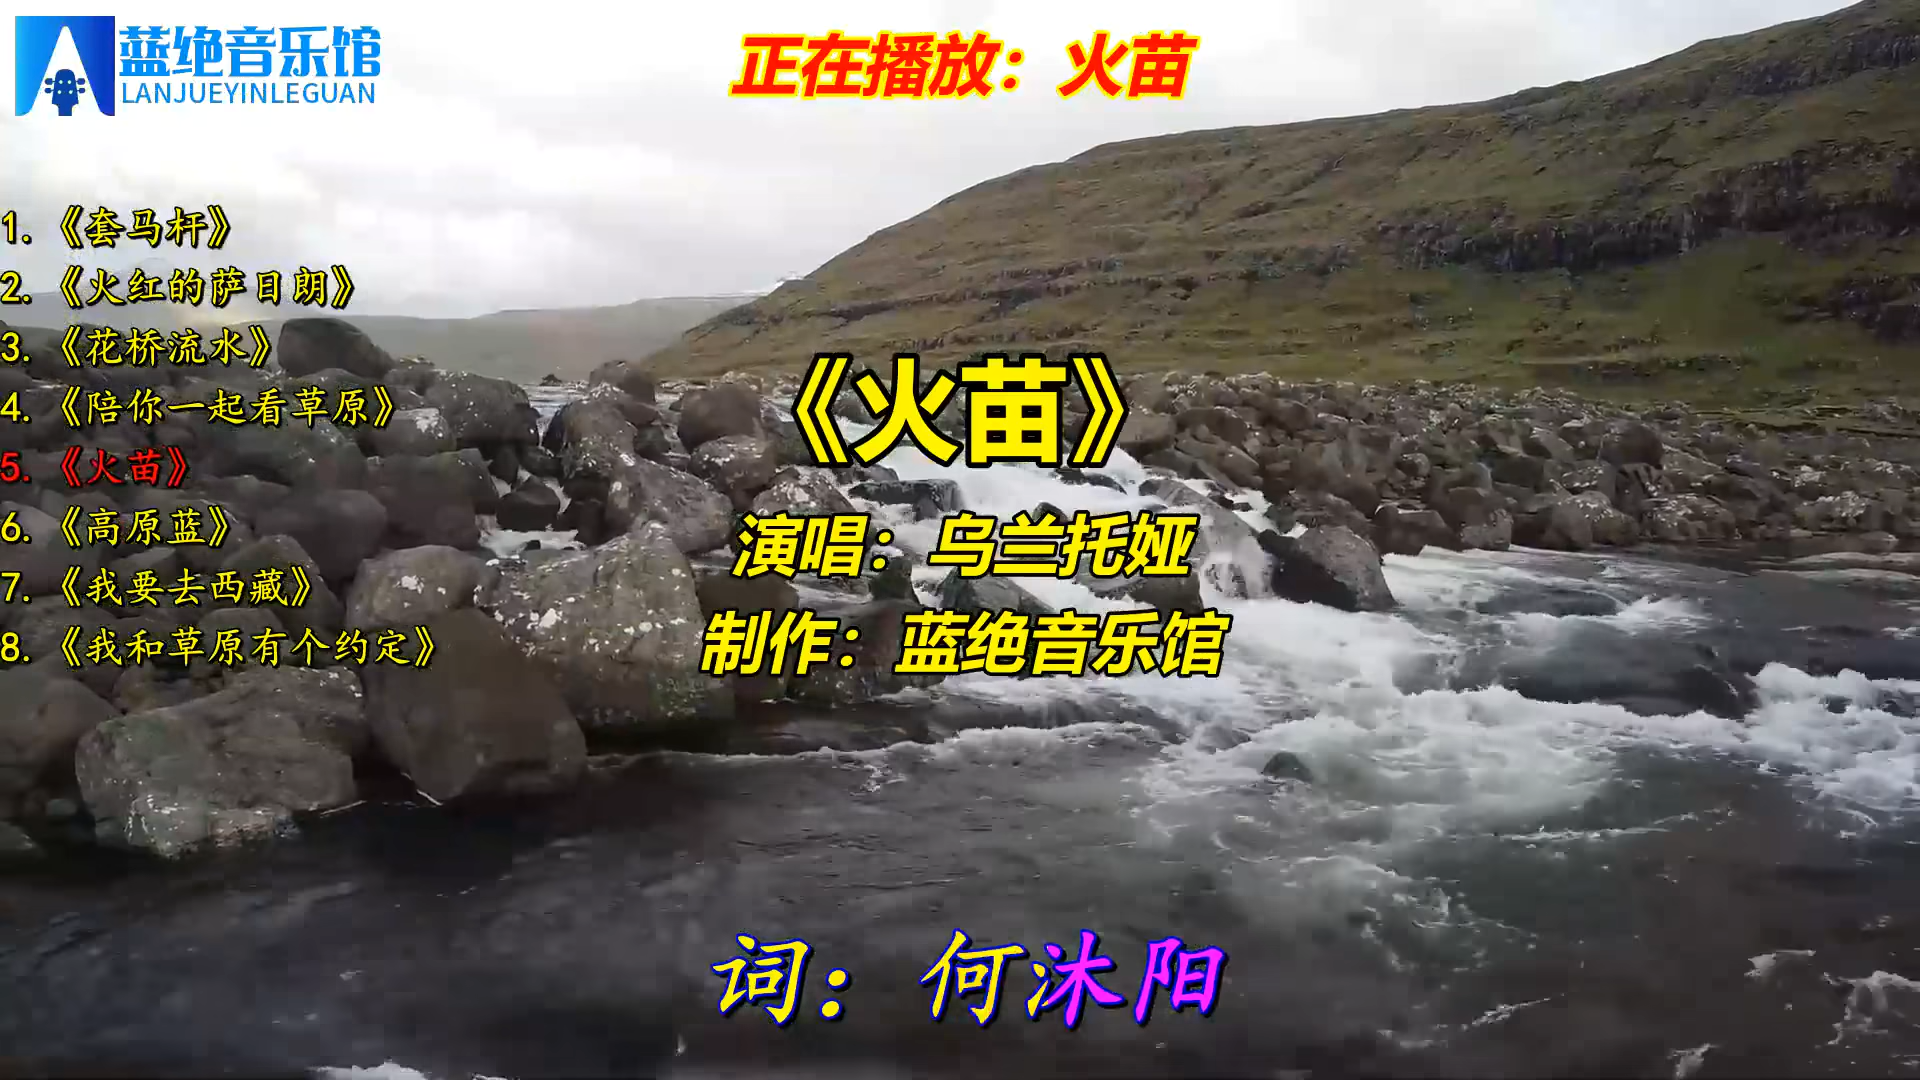 蓝绝音乐馆
LANJUEYINLEGUAN
正在播放：火苗
1.《套马杆》
2.《火红的萨日朗》
3.《花桥流水》
4.《陪你一起看草原》
5.《火苗》
6.《高原蓝》
7.《我要去西藏》
8.《我和草原有个约定》
《火苗》
演唱：乌兰托娅
制作：蓝绝音乐馆
词：何沐阳